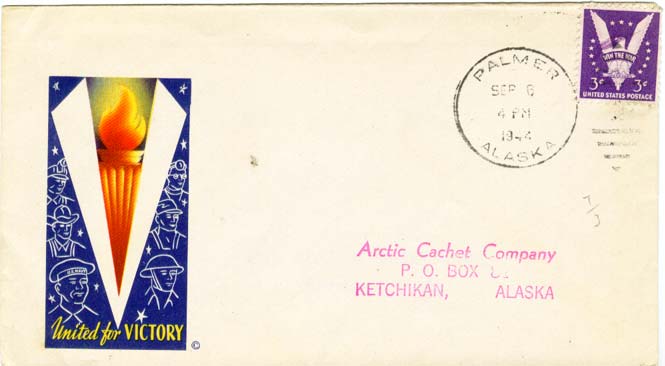 WIN THE WAR
3¢ 3¢
UNITED STATES POSTAGE
PALMER
SEP 6
4 PM
1944
ALASKA
U.S. NAVY
United for VICTORY
©
Arctic Cachet Company
P. O. BOX
KETCHIKAN, ALASKA